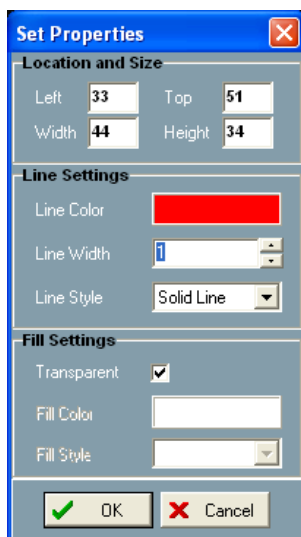 Set Properties
Location and Size
Left 33 Top 51
Width 44 Height 34
Line Settings
Line Color
Line Width 1
Line Style Solid Line
Fill Settings
Transparent
Fill Color
Fill Style
OK Cancel